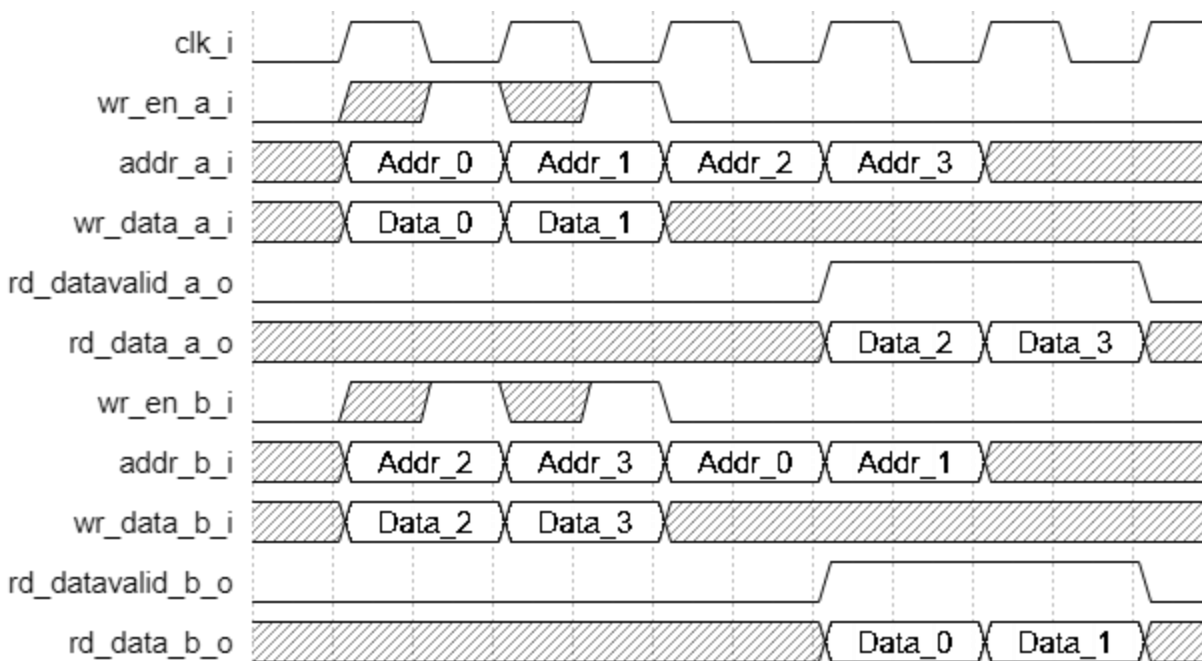 clk_i
wr_en_a_i
addr_a_i Addr_0 Addr_1 Addr_2 Addr_3
wr_data_a_i Data_0 Data_1
rd_datavalid_a_o
rd_data_a_o Data_2 Data_3
wr_en_b_i
addr_b_i Addr_2 Addr_3 Addr_0 Addr_1
wr_data_b_i Data_2 Data_3
rd_datavalid_b_o
rd_data_b_o Data_0 Data_1